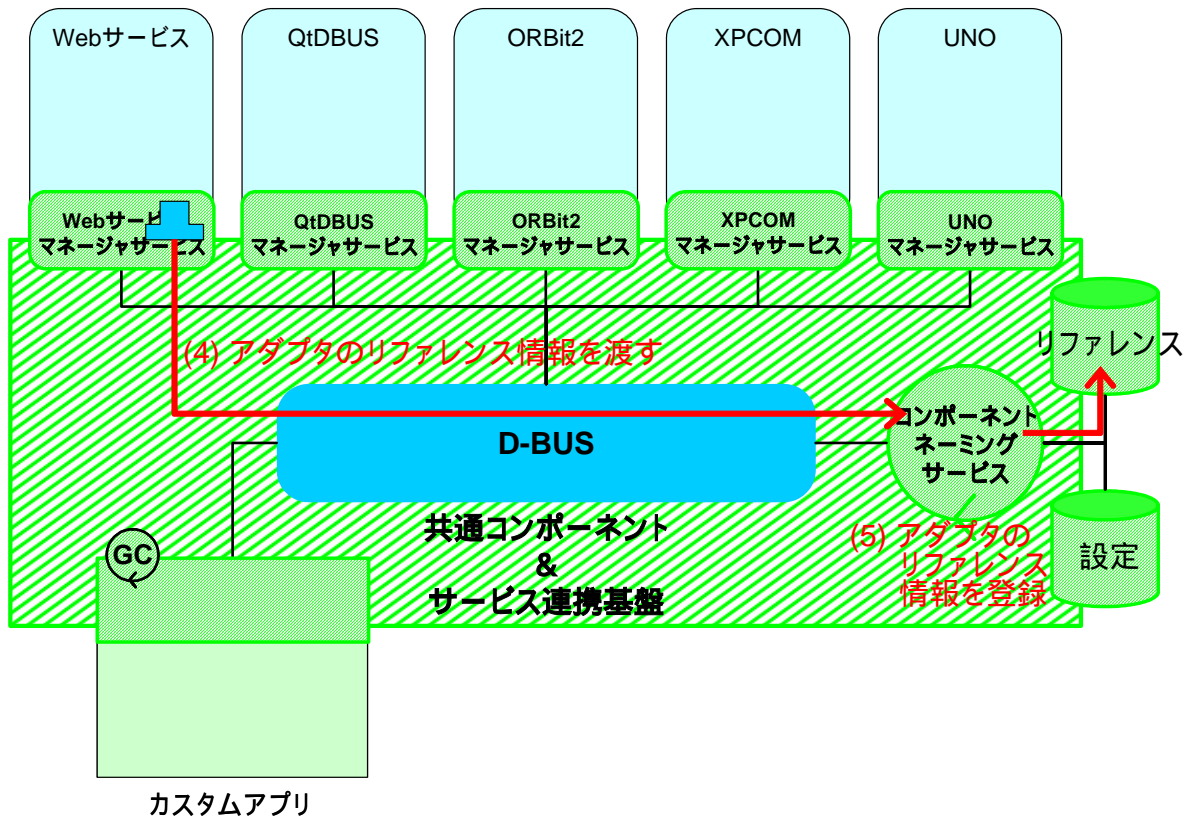 Webサービス
QtDBUS
ORBit2
XPCOM
UNO
Webサービス
マネージャサービス
QtDBUS
マネージャサービス
ORBit2
マネージャサービス
XPCOM
マネージャサービス
UNO
マネージャサービス
リファレンス
(4) アダプタのリファレンス情報を渡す
コンポーネント
ネーミング
サービス
D-BUS
共通コンポーネント
&
サービス連携基盤
(5) アダプタの
リファレンス
情報を登録
設定
GC
カスタムアプリ